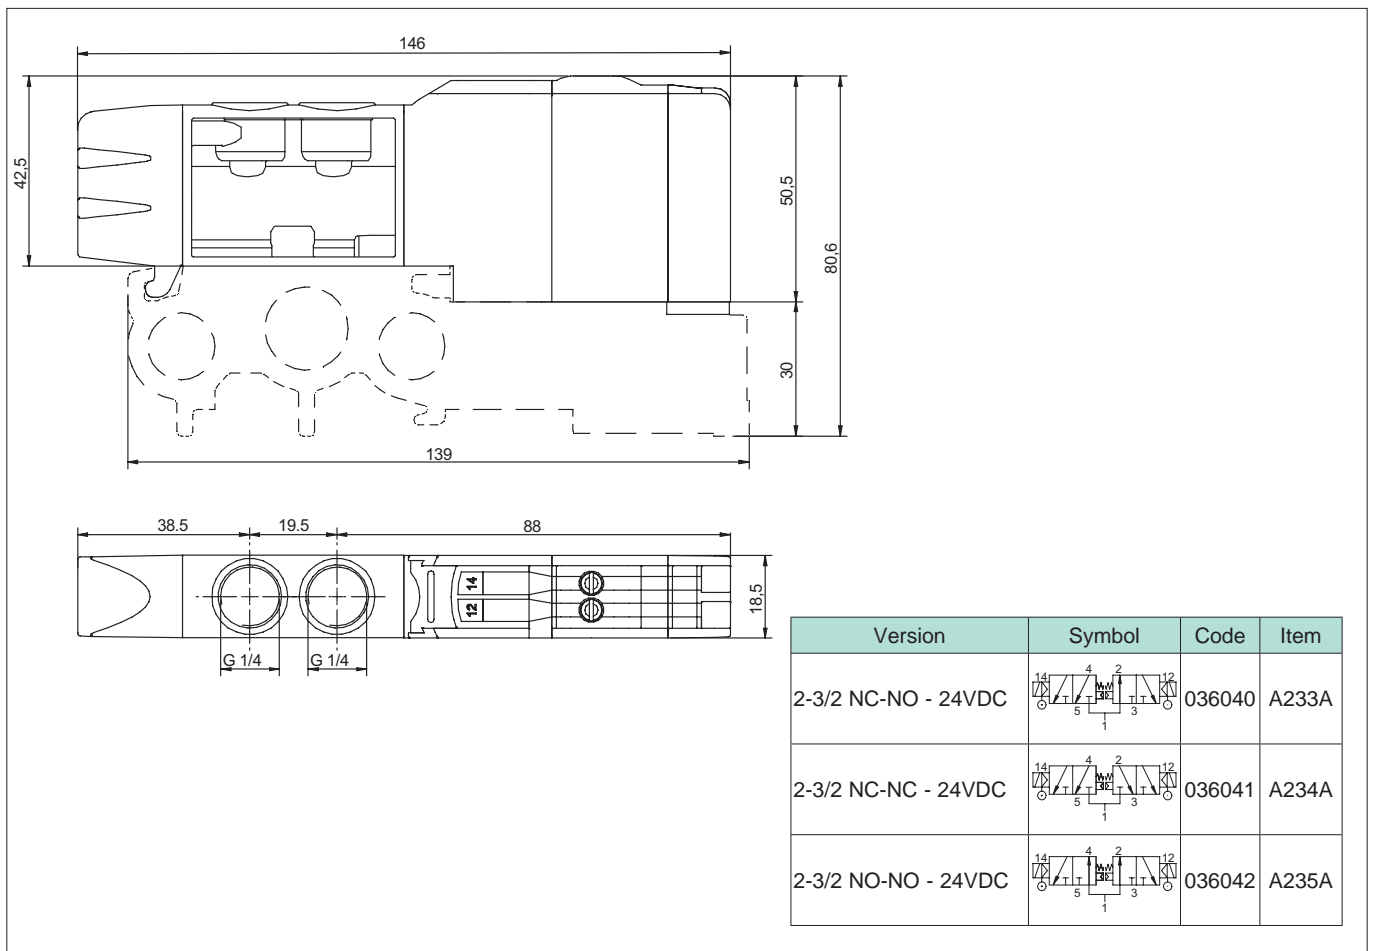 146
42,5
50,5
80,6
30
139
38.5 19.5 88
14
12
18,5
G 1/4 G 1/4
Version Symbol Code Item
14 4 2 12
2-3/2 NC-NO - 24VDC 036040 A233A
5 3
1
14 4 2 12
2-3/2 NC-NC - 24VDC 036041 A234A
5 3
1
14 4 2 12
2-3/2 NO-NO - 24VDC 036042 A235A
5 3
1